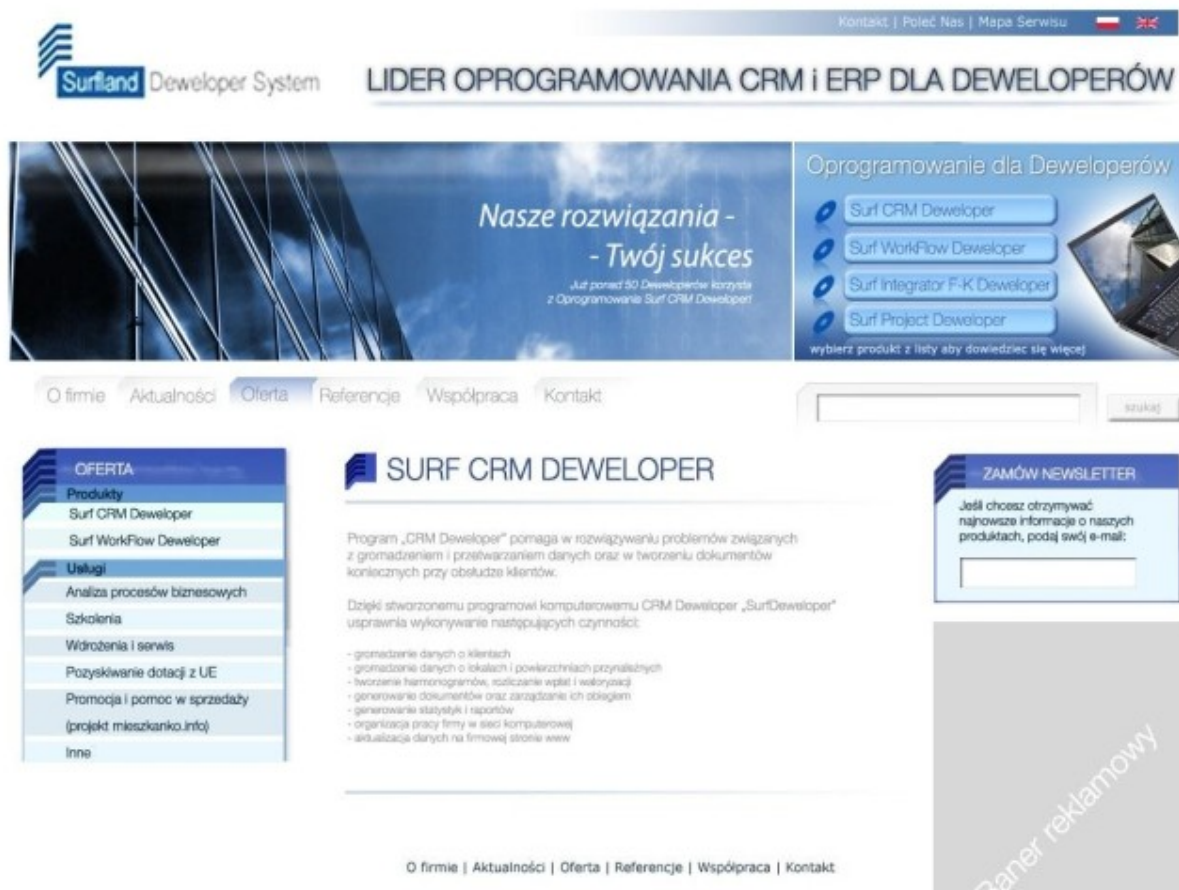 Kontakt | Poleć Nas | Mapa Serwisu
Surfland Deweloper System
LIDER OPROGRAMOWANIA CRM i ERP DLA DEWELOPERÓW
Nasze rozwiązania -
- Twój sukces
Już ponad 50 Deweloperów korzysta
z Oprogramowania Surf CRM Deweloper!
Oprogramowanie dla Deweloperów
Surf CRM Deweloper
Surf WorkFlow Deweloper
Surf Integrator F-K Deweloper
Surf Project Deweloper
wybierz produkt z listy aby dowiedziec się więcej
O firmie Aktualności Oferta Referencje Współpraca Kontakt
szukaj
OFERTA
Produkty
Surf CRM Deweloper
Surf WorkFlow Deweloper
Usługi
Analiza procesów biznesowych
Szkolenia
Wdrożenia i serwis
Pozyskiwanie dotacji z UE
Promocja i pomoc w sprzedaży
(projekt mieszkanko.info)
Inne
SURF CRM DEWELOPER
Program „CRM Deweloper" pomaga w rozwiązywaniu problemów związanych
z gromadzeniem i przetwarzaniem danych oraz w tworzeniu dokumentów
koniecznych przy obsłudze klientów.
Dzięki stworzonemu programowi komputerowemu CRM Deweloper „SurfDeweloper"
usprawnia wykonywanie następujących czynności:
- gromadzenie danych o klientach
- gromadzenie danych o lokalach i powierzchniach przynależnych
- tworzenie harmonogramów, rozliczanie wpłat i waloryzacji
- generowanie dokumentów oraz zarządzanie ich obiegiem
- generowanie statystyk i raportów
- organizacja pracy firmy w sieci komputerowej
- aktualizacja danych na firmowej stronie www
ZAMÓW NEWSLETTER
Jeśli chcesz otrzymywać
najnowsze informacje o naszych
produktach, podaj swój e-mail:
Baner reklamowy
O firmie | Aktualności | Oferta | Referencje | Współpraca | Kontakt